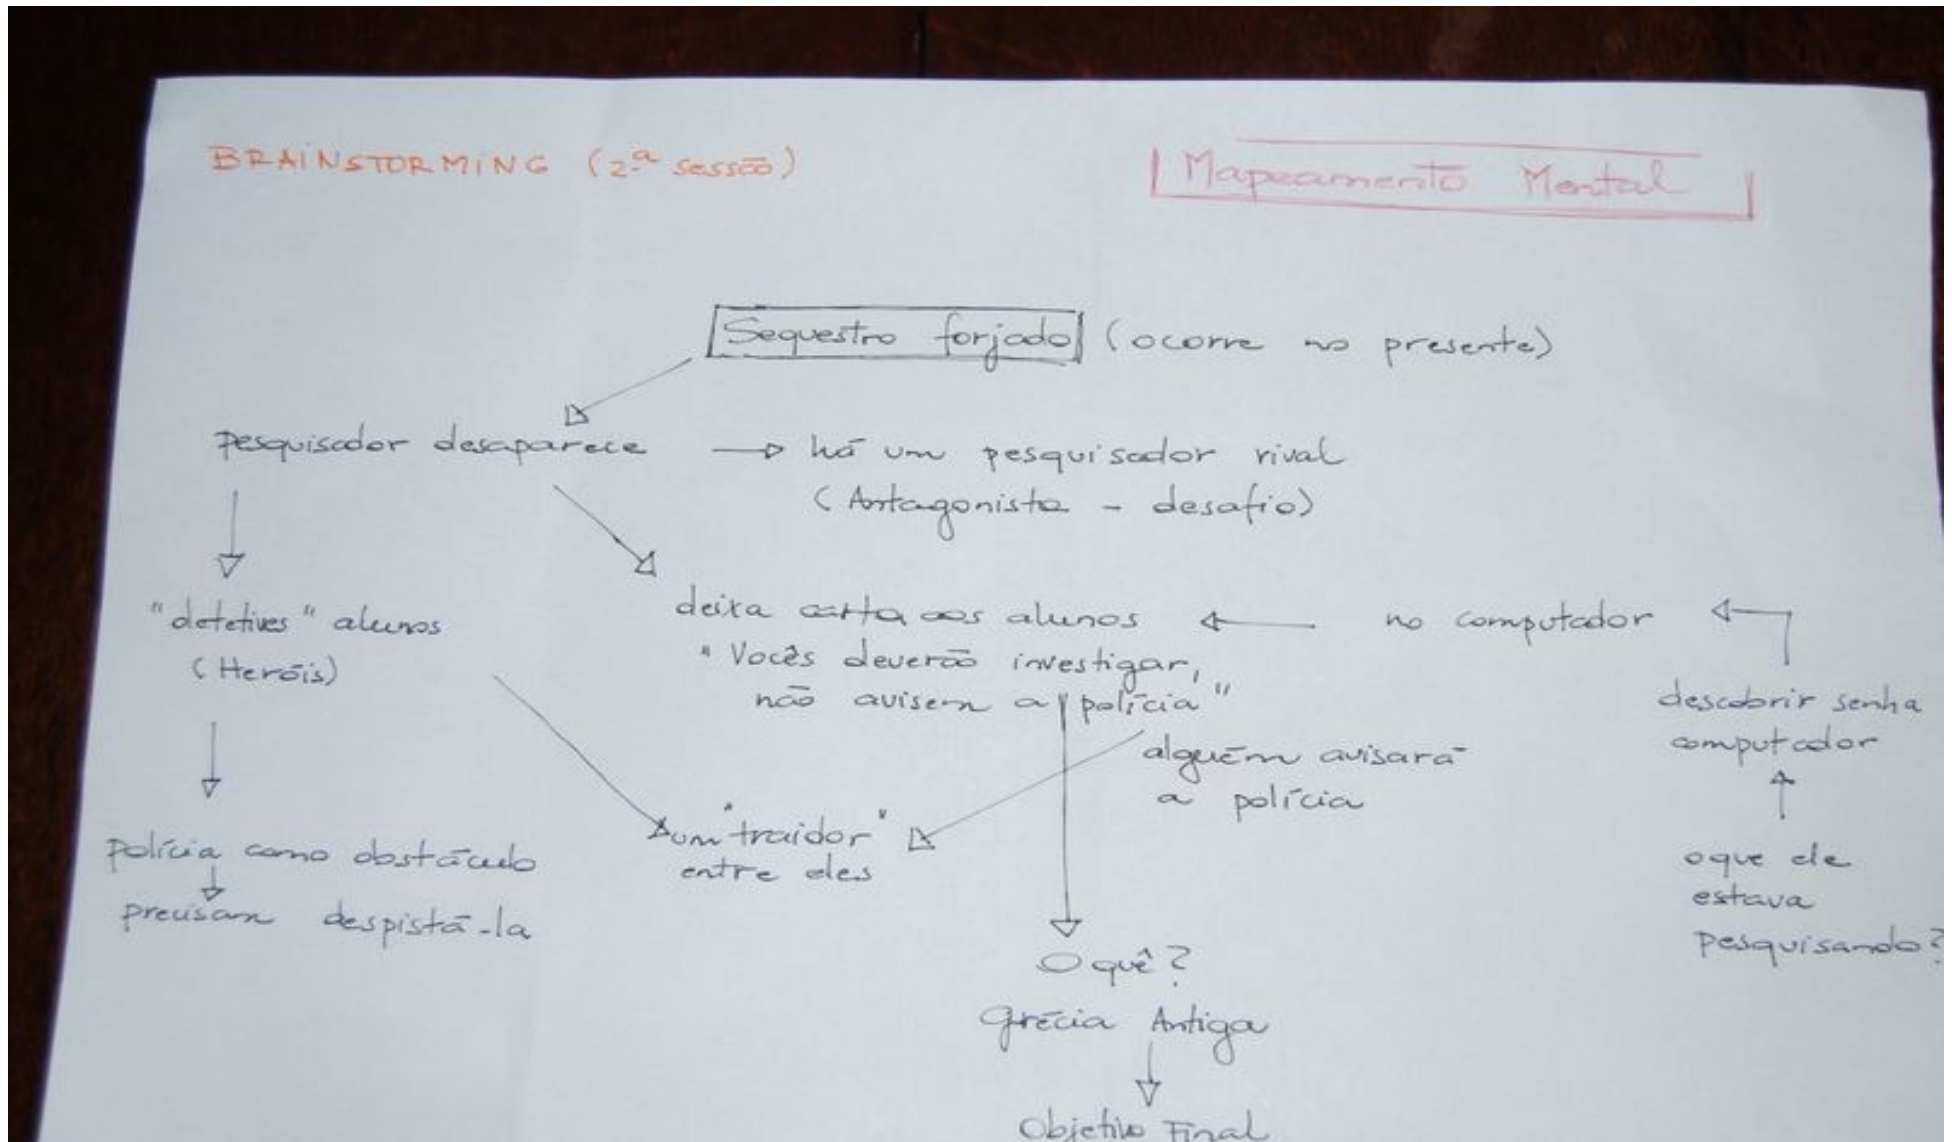 BRAINSTORMING (2ª sessão)
Mapeamento Mental
Sequestro forjado (ocorre no presente)
pesquisador desaparece
há um pesquisador rival
(Antagonista - desafio)
"detetives" alunos
(Heróis)
deixa carta aos alunos
"Vocês deverão investigar,
não avisem a polícia"
no computador
descobrir senha
computador
o que ele
estava
pesquisando?
alguém avisará
a polícia
um "traidor"
entre eles
polícia como obstáculo
precisam despistá-la
O quê?
Grécia Antiga
Objetivo Final